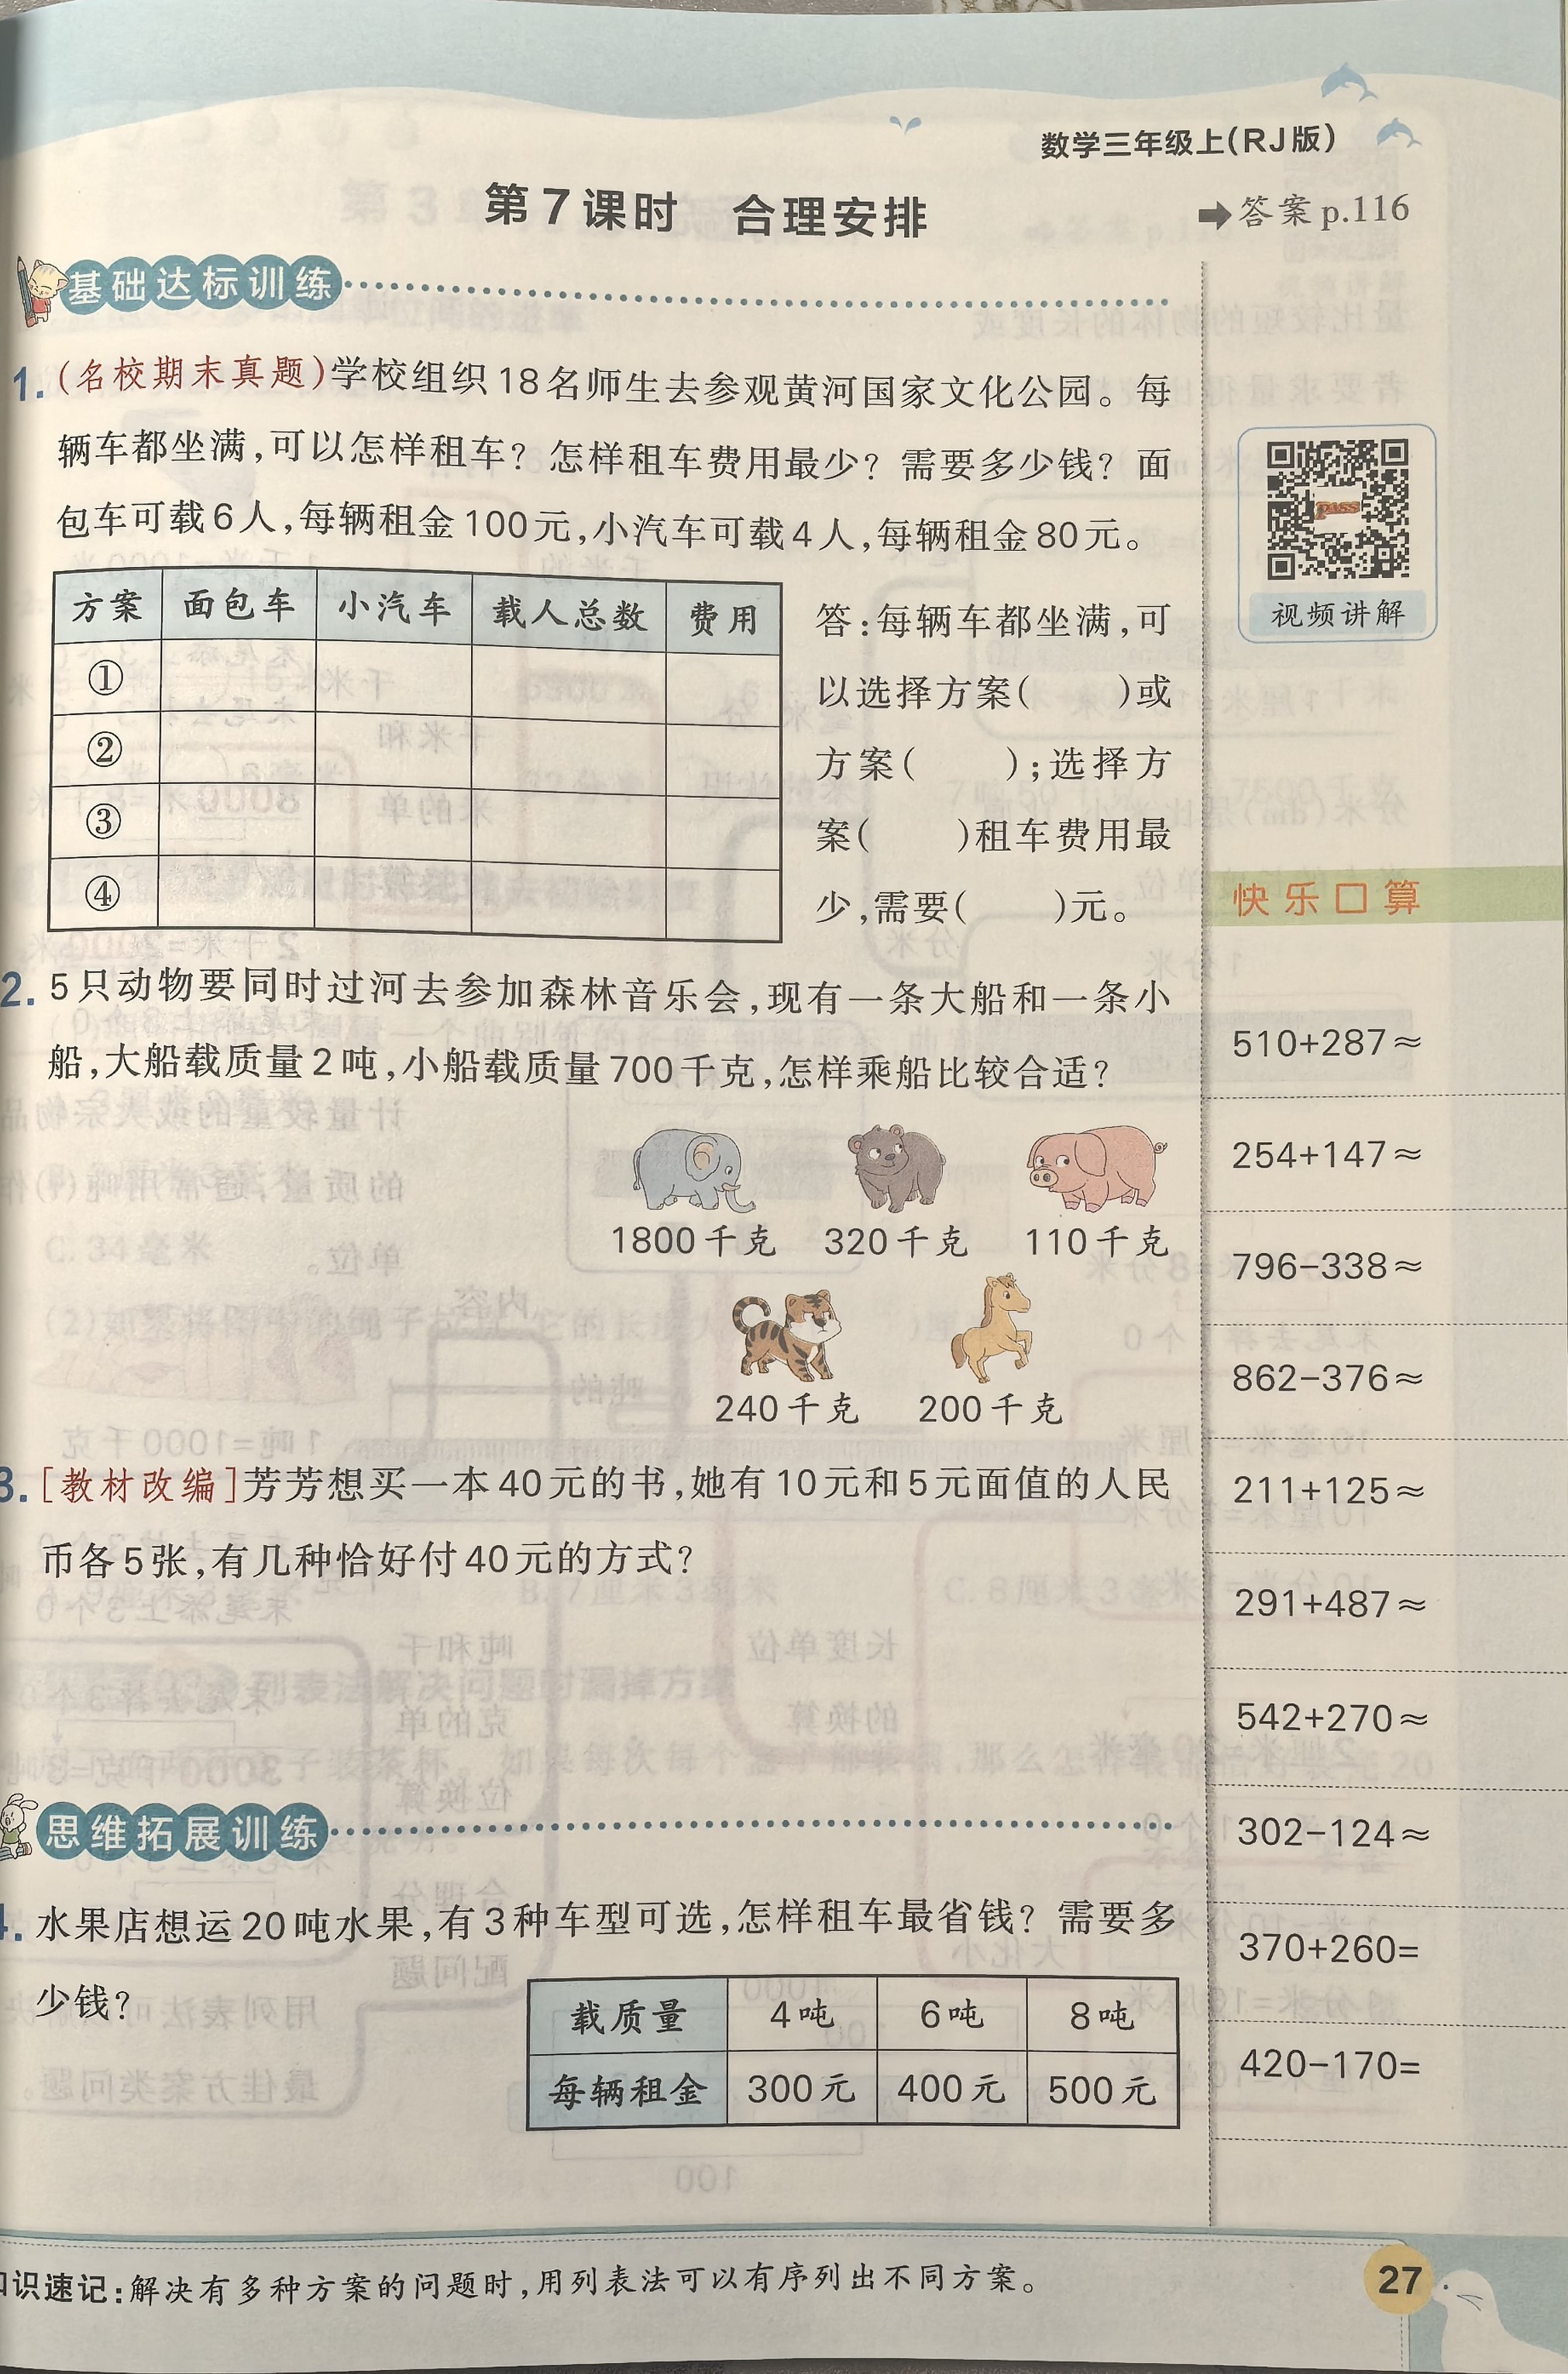 数学三年级上(RJ版)
第7课时 合理安排
➡答案p.116
基础达标训练
1.(名校期末真题)学校组织18名师生去参观黄河国家文化公园。每
辆车都坐满,可以怎样租车? 怎样租车费用最少? 需要多少钱? 面
包车可载6人,每辆租金100元,小汽车可载4人,每辆租金80元。
方案 面包车 小汽车 载人总数 费用
①
②
③
④
答:每辆车都坐满,可
以选择方案( )或
方案( );选择方
案( )租车费用最
少,需要( )元。
2.5只动物要同时过河去参加森林音乐会,现有一条大船和一条小
船,大船载质量2吨,小船载质量700千克,怎样乘船比较合适?
1800千克 320千克 110千克
240千克 200千克
3.[教材改编]芳芳想买一本40元的书,她有10元和5元面值的人民
币各5张,有几种恰好付40元的方式?
思维拓展训练
4.水果店想运20吨水果,有3种车型可选,怎样租车最省钱? 需要多
少钱?
载质量 4吨 6吨 8吨
每辆租金 300元 400元 500元
PASS
视频讲解
快乐口算
510+287≈
254+147≈
796−338≈
862−376≈
211+125≈
291+487≈
542+270≈
302−124≈
370+260=
420−170=
识速记:解决有多种方案的问题时,用列表法可以有序列出不同方案。
27